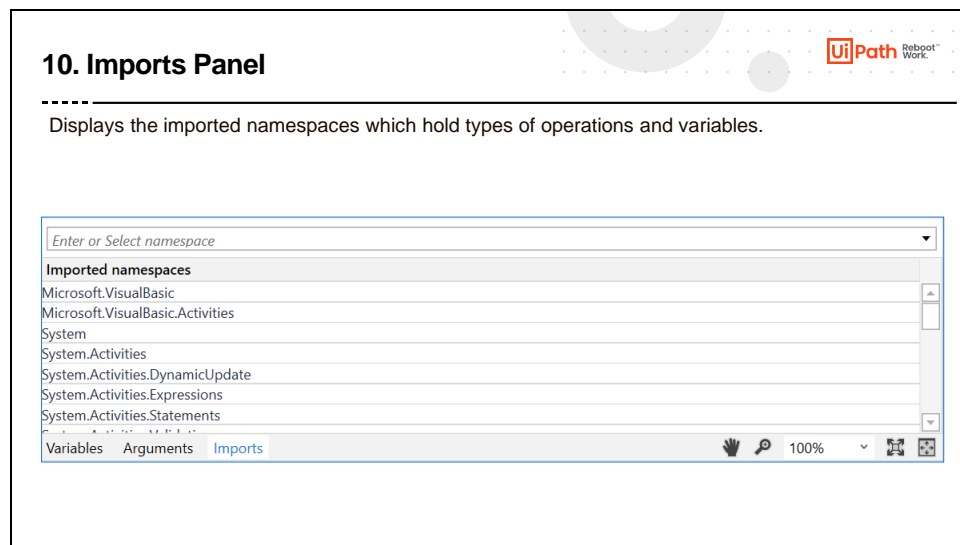 10. Imports Panel
UiPath Reboot Work.™
Displays the imported namespaces which hold types of operations and variables.
Enter or Select namespace
Imported namespaces
Microsoft.VisualBasic
Microsoft.VisualBasic.Activities
System
System.Activities
System.Activities.DynamicUpdate
System.Activities.Expressions
System.Activities.Statements
Variables Arguments Imports 100%